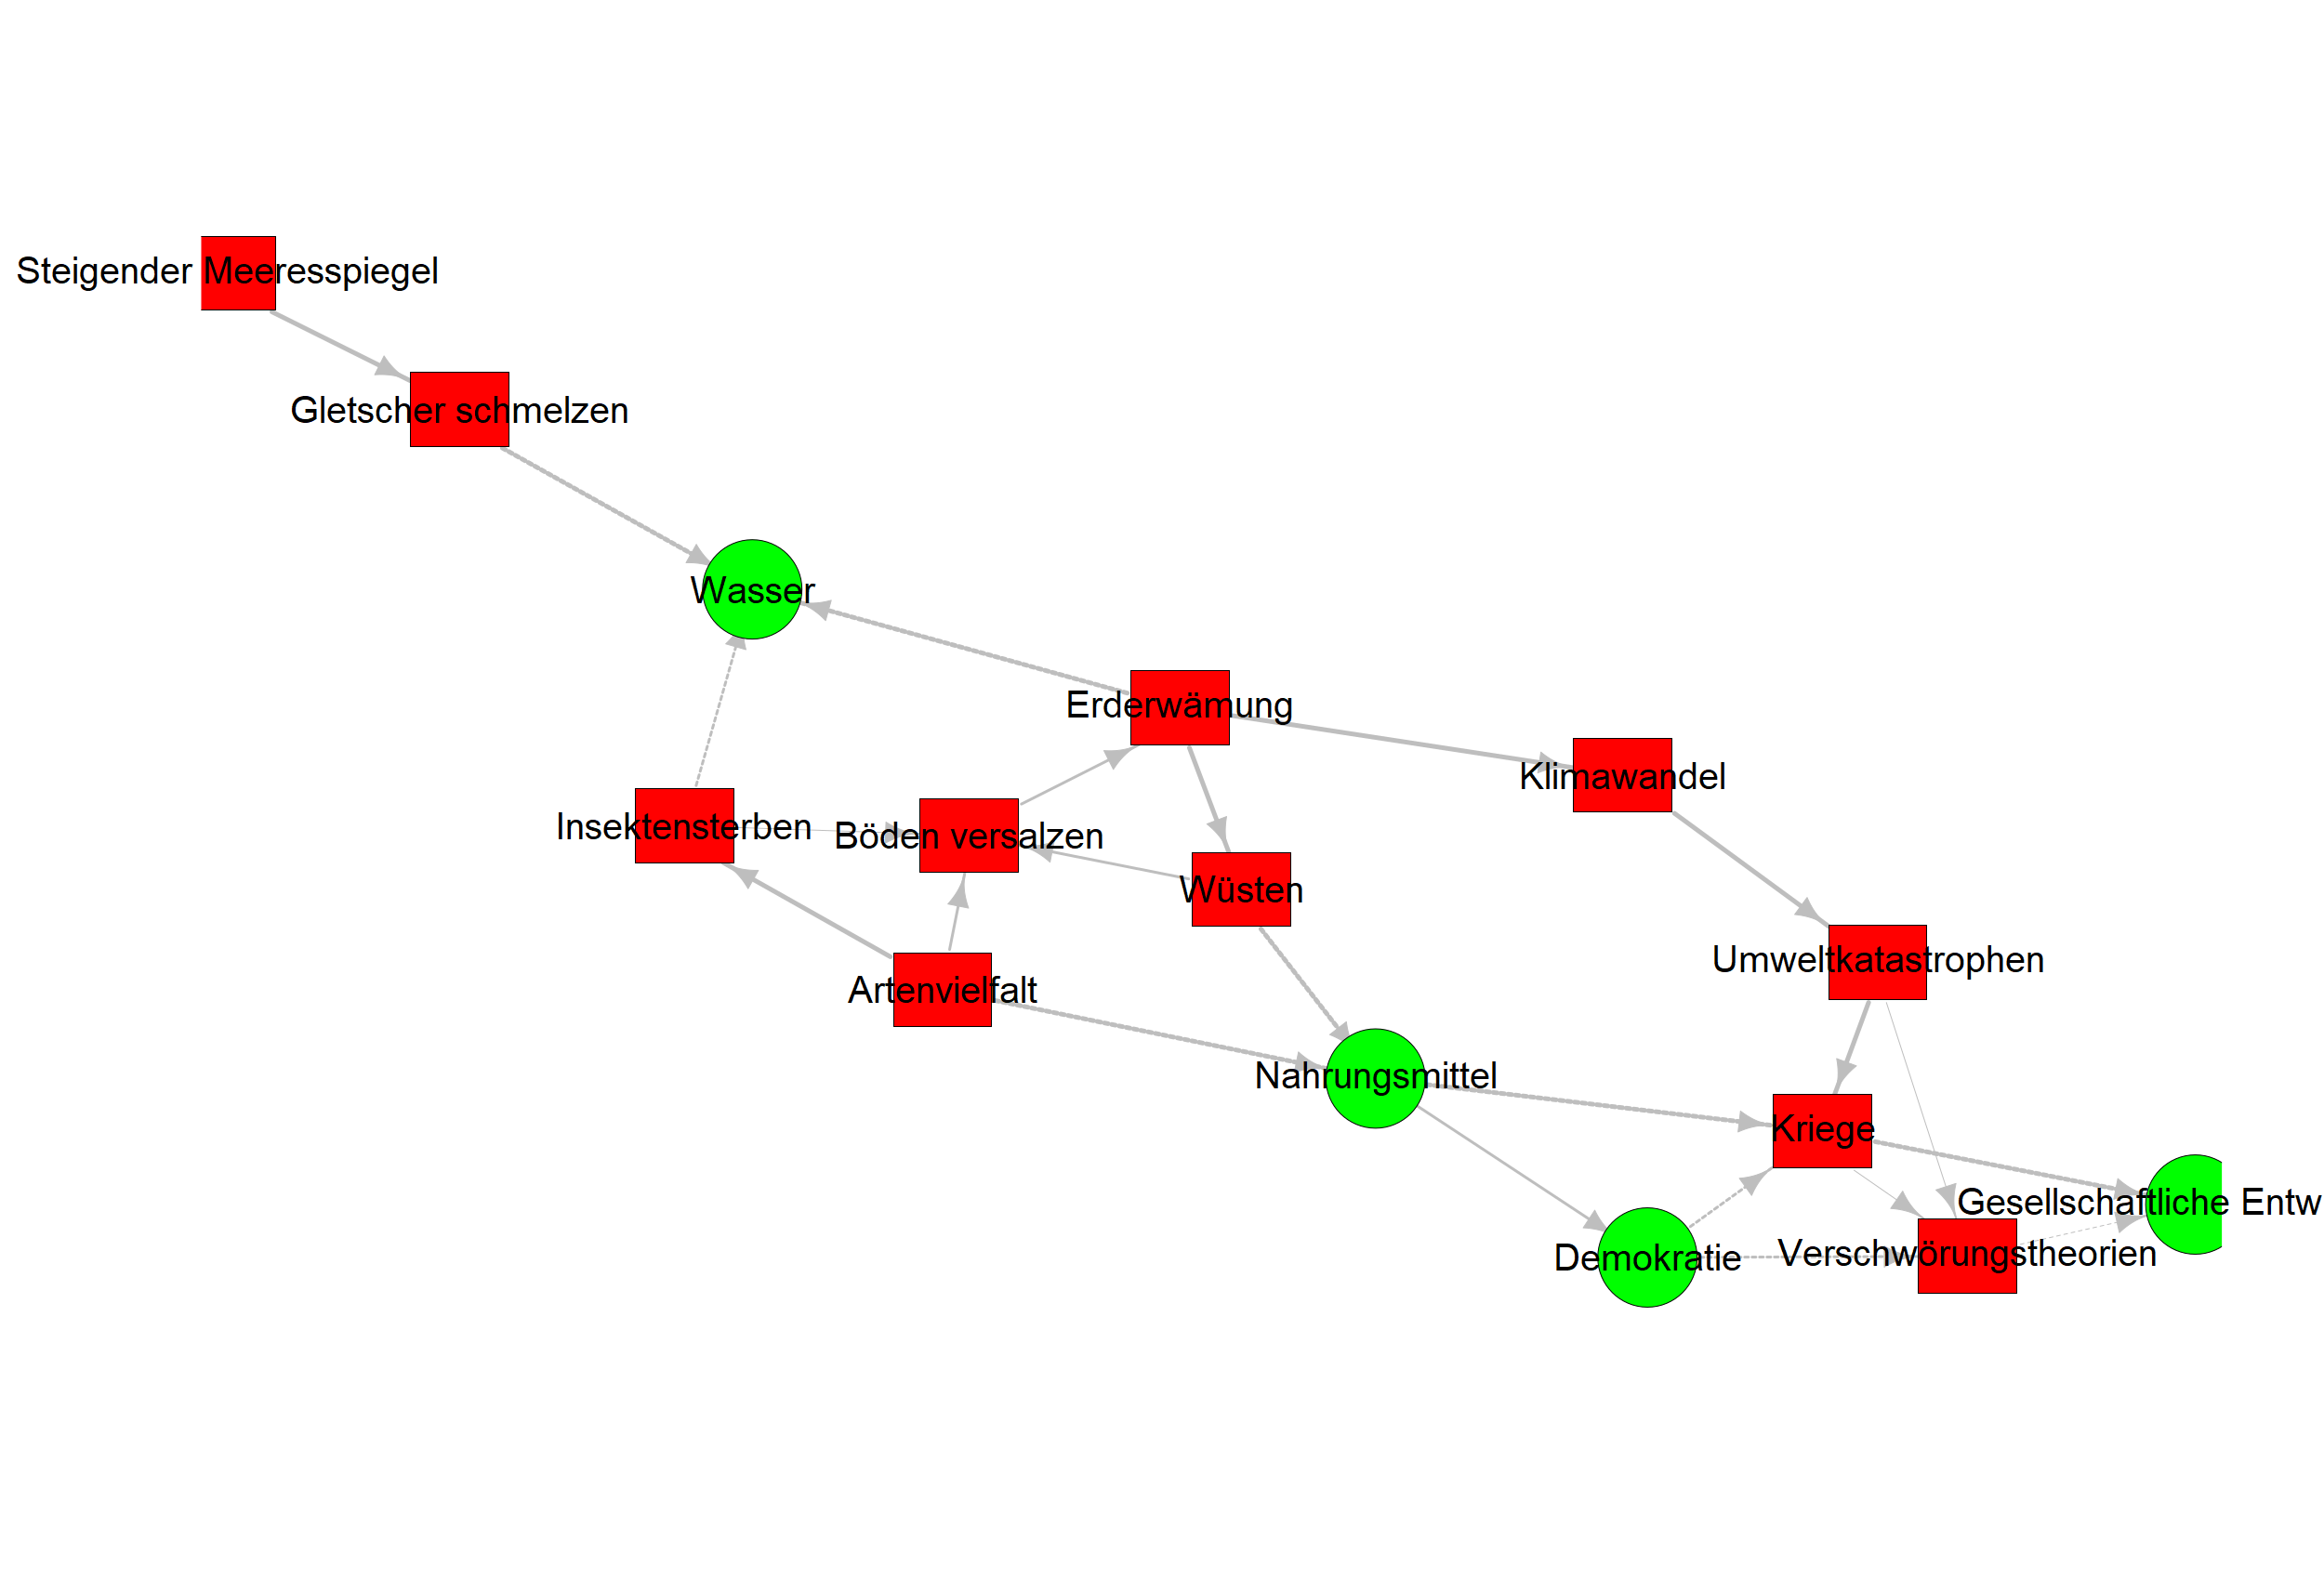 Steigender Meeresspiegel
Gletscher schmelzen
Wasser
Erderwämung
Klimawandel
Insektensterben
Böden versalzen
Wüsten
Umweltkatastrophen
Artenvielfalt
Nahrungsmittel
Kriege
Gesellschaftliche Entw
Demokratie
Verschwörungstheorien